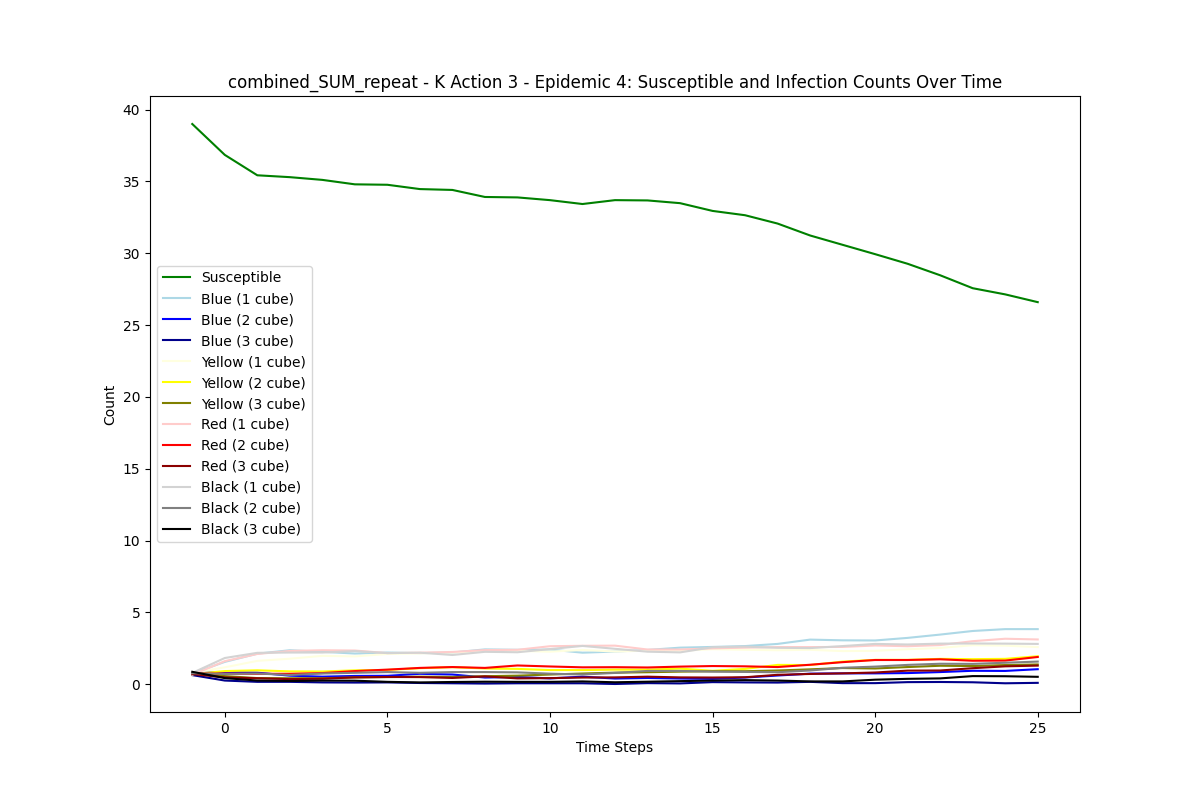 combined_SUM_repeat - K Action 3 - Epidemic 4: Susceptible and Infection Counts Over Time
40
35
30
25
20
15
10
5
0
Count
Susceptible
Blue (1 cube)
Blue (2 cube)
Blue (3 cube)
Yellow (1 cube)
Yellow (2 cube)
Yellow (3 cube)
Red (1 cube)
Red (2 cube)
Red (3 cube)
Black (1 cube)
Black (2 cube)
Black (3 cube)
0 5 10 15 20 25
Time Steps